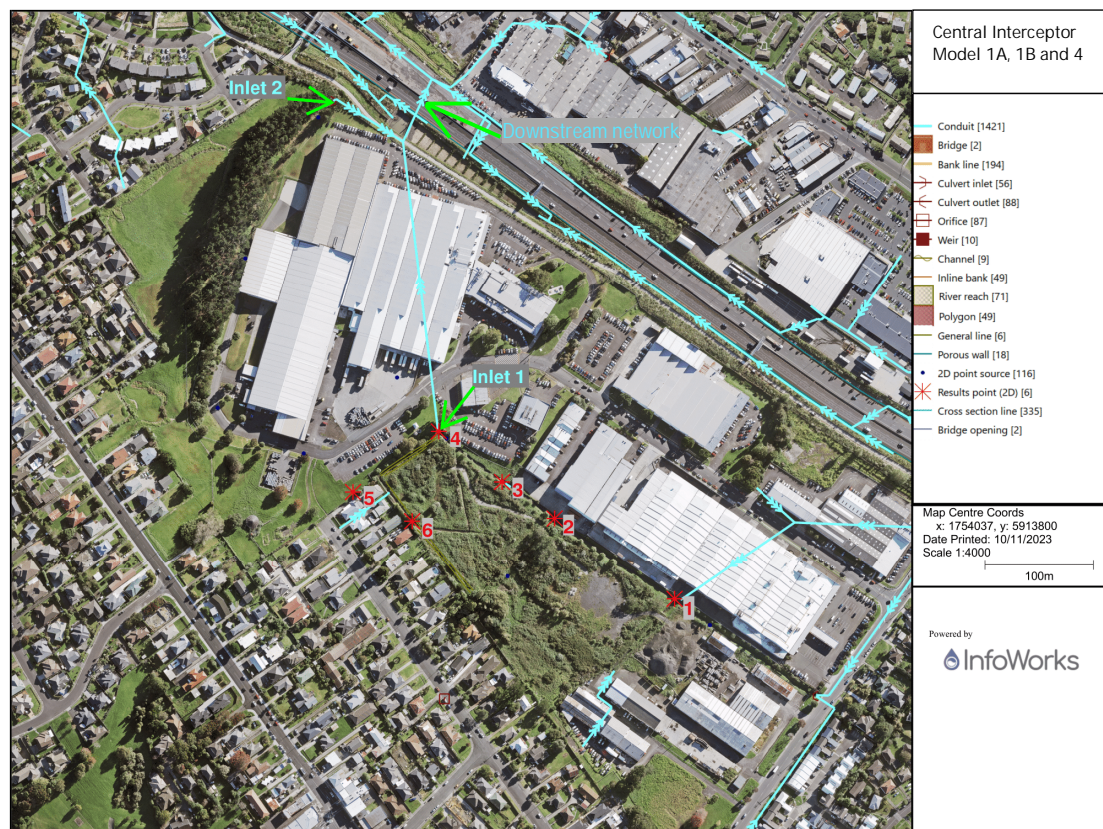 Central Interceptor
Model 1A, 1B and 4
Inlet 2
Downstream network
Inlet 1
4
3
5
2
6
1
Conduit [1421]
Bridge [2]
Bank line [194]
Culvert inlet [56]
Culvert outlet [88]
Orifice [87]
Weir [10]
Channel [9]
Inline bank [49]
River reach [71]
Polygon [49]
General line [6]
Porous wall [18]
2D point source [116]
Results point (2D) [6]
Cross section line [335]
Bridge opening [2]
Map Centre Coords
x: 1754037, y: 5913800
Date Printed: 10/11/2023
Scale 1:4000
100m
Powered by
InfoWorks